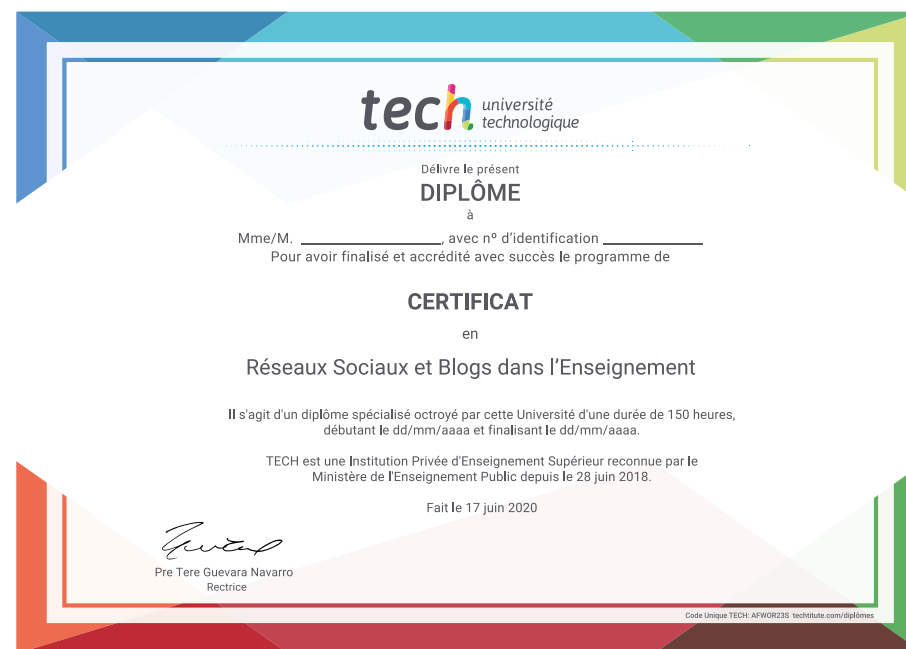 tech université
technologique
Délivre le présent
DIPLÔME
à
Mme/M. ____________________, avec nº d'identification ______________
Pour avoir finalisé et accrédité avec succès le programme de
CERTIFICAT
en
Réseaux Sociaux et Blogs dans l'Enseignement
Il s'agit d'un diplôme spécialisé octroyé par cette Université d'une durée de 150 heures,
débutant le dd/mm/aaaa et finalisant le dd/mm/aaaa.
TECH est une Institution Privée d'Enseignement Supérieur reconnue par le
Ministère de l'Enseignement Public depuis le 28 juin 2018.
Fait le 17 juin 2020
Pre Tere Guevara Navarro
Rectrice
Code Unique TECH: AFWOR23S techtitute.com/diplômes